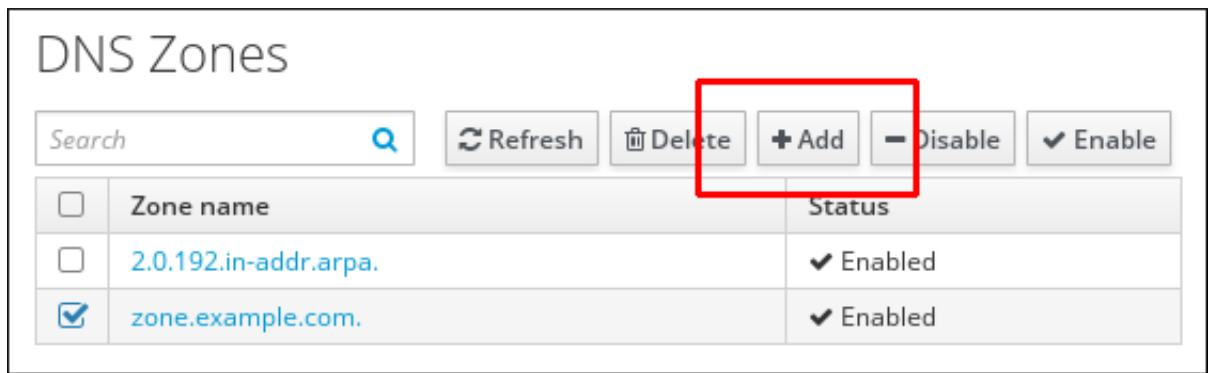 DNS Zones
Search Refresh Delete Add Disable Enable
Zone name Status
2.0.192.in-addr.arpa. Enabled
zone.example.com. Enabled